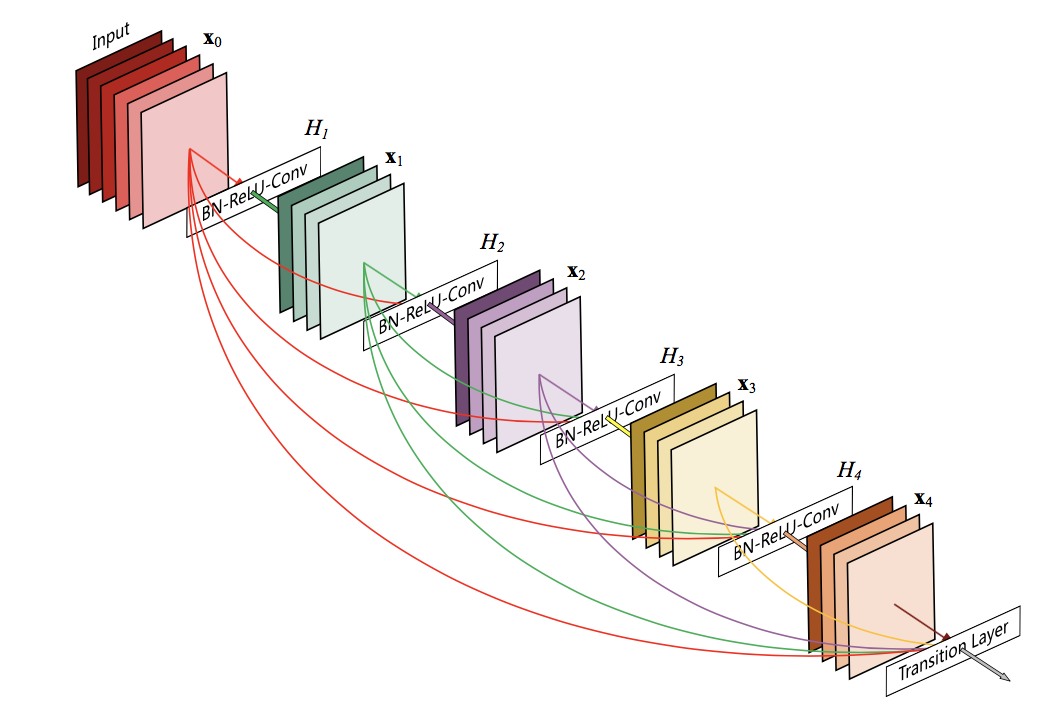 Input
x0
H1
BN-ReLU-Conv
x1
H2
BN-ReLU-Conv
x2
H3
BN-ReLU-Conv
x3
H4
BN-ReLU-Conv
x4
Transition Layer